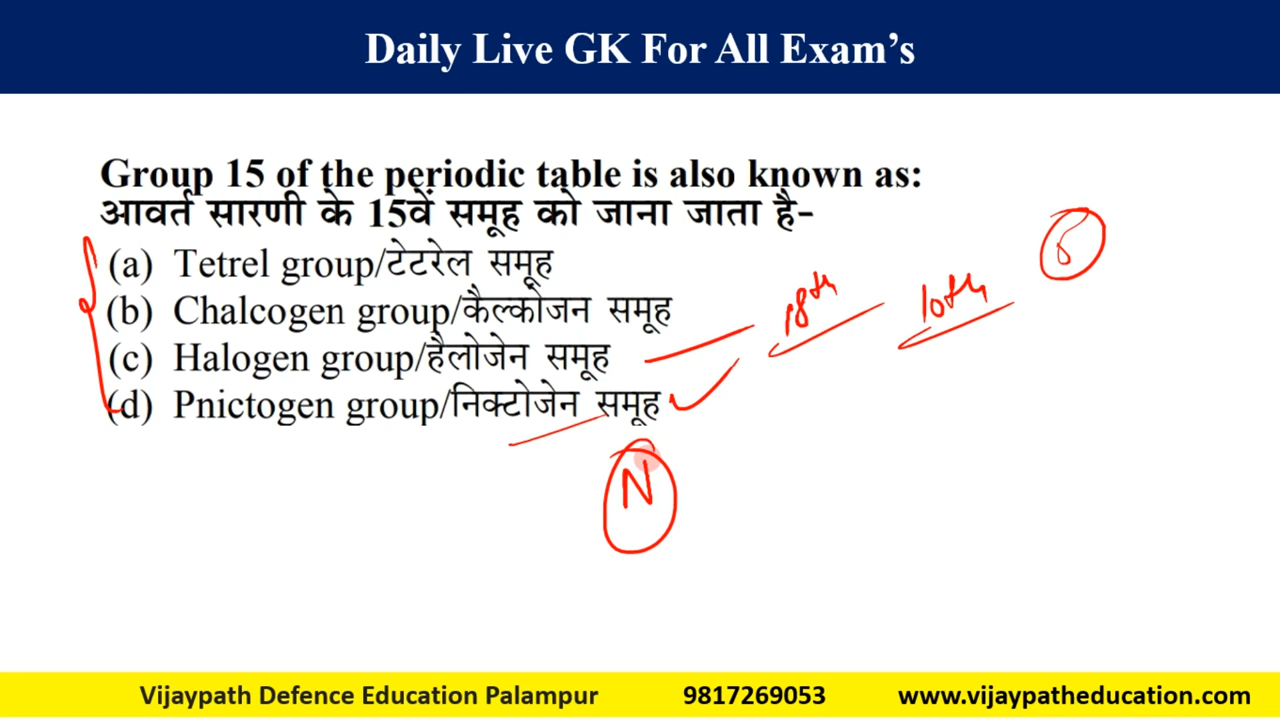 Daily Live GK For All Exam's
Group 15 of the periodic table is also known as:
आवर्त सारणी के 15वें समूह को जाना जाता है-
(a) Tetrel group/टेटरेल समूह
(b) Chalcogen group/कैल्कोजन समूह
(c) Halogen group/हैलोजेन समूह
(d) Pnictogen group/निक्टोजेन समूह
18th 10th
N
Vijaypath Defence Education Palampur 9817269053 www.vijaypatheducation.com